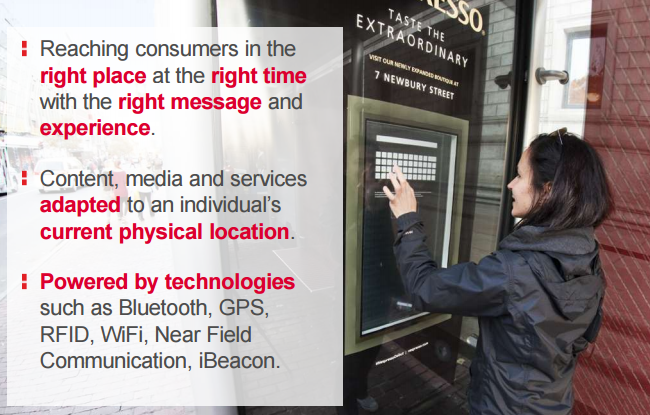 Reaching consumers in the
right place at the right time
with the right message and
experience.
Content, media and services
adapted to an individual's
current physical location.
Powered by technologies
such as Bluetooth, GPS,
RFID, WiFi, Near Field
Communication, iBeacon.
TASTE THE
EXTRAORDINARY
VISIT OUR NEWLY EXPANDED BOUTIQUE AT
7 NEWBURY STREET